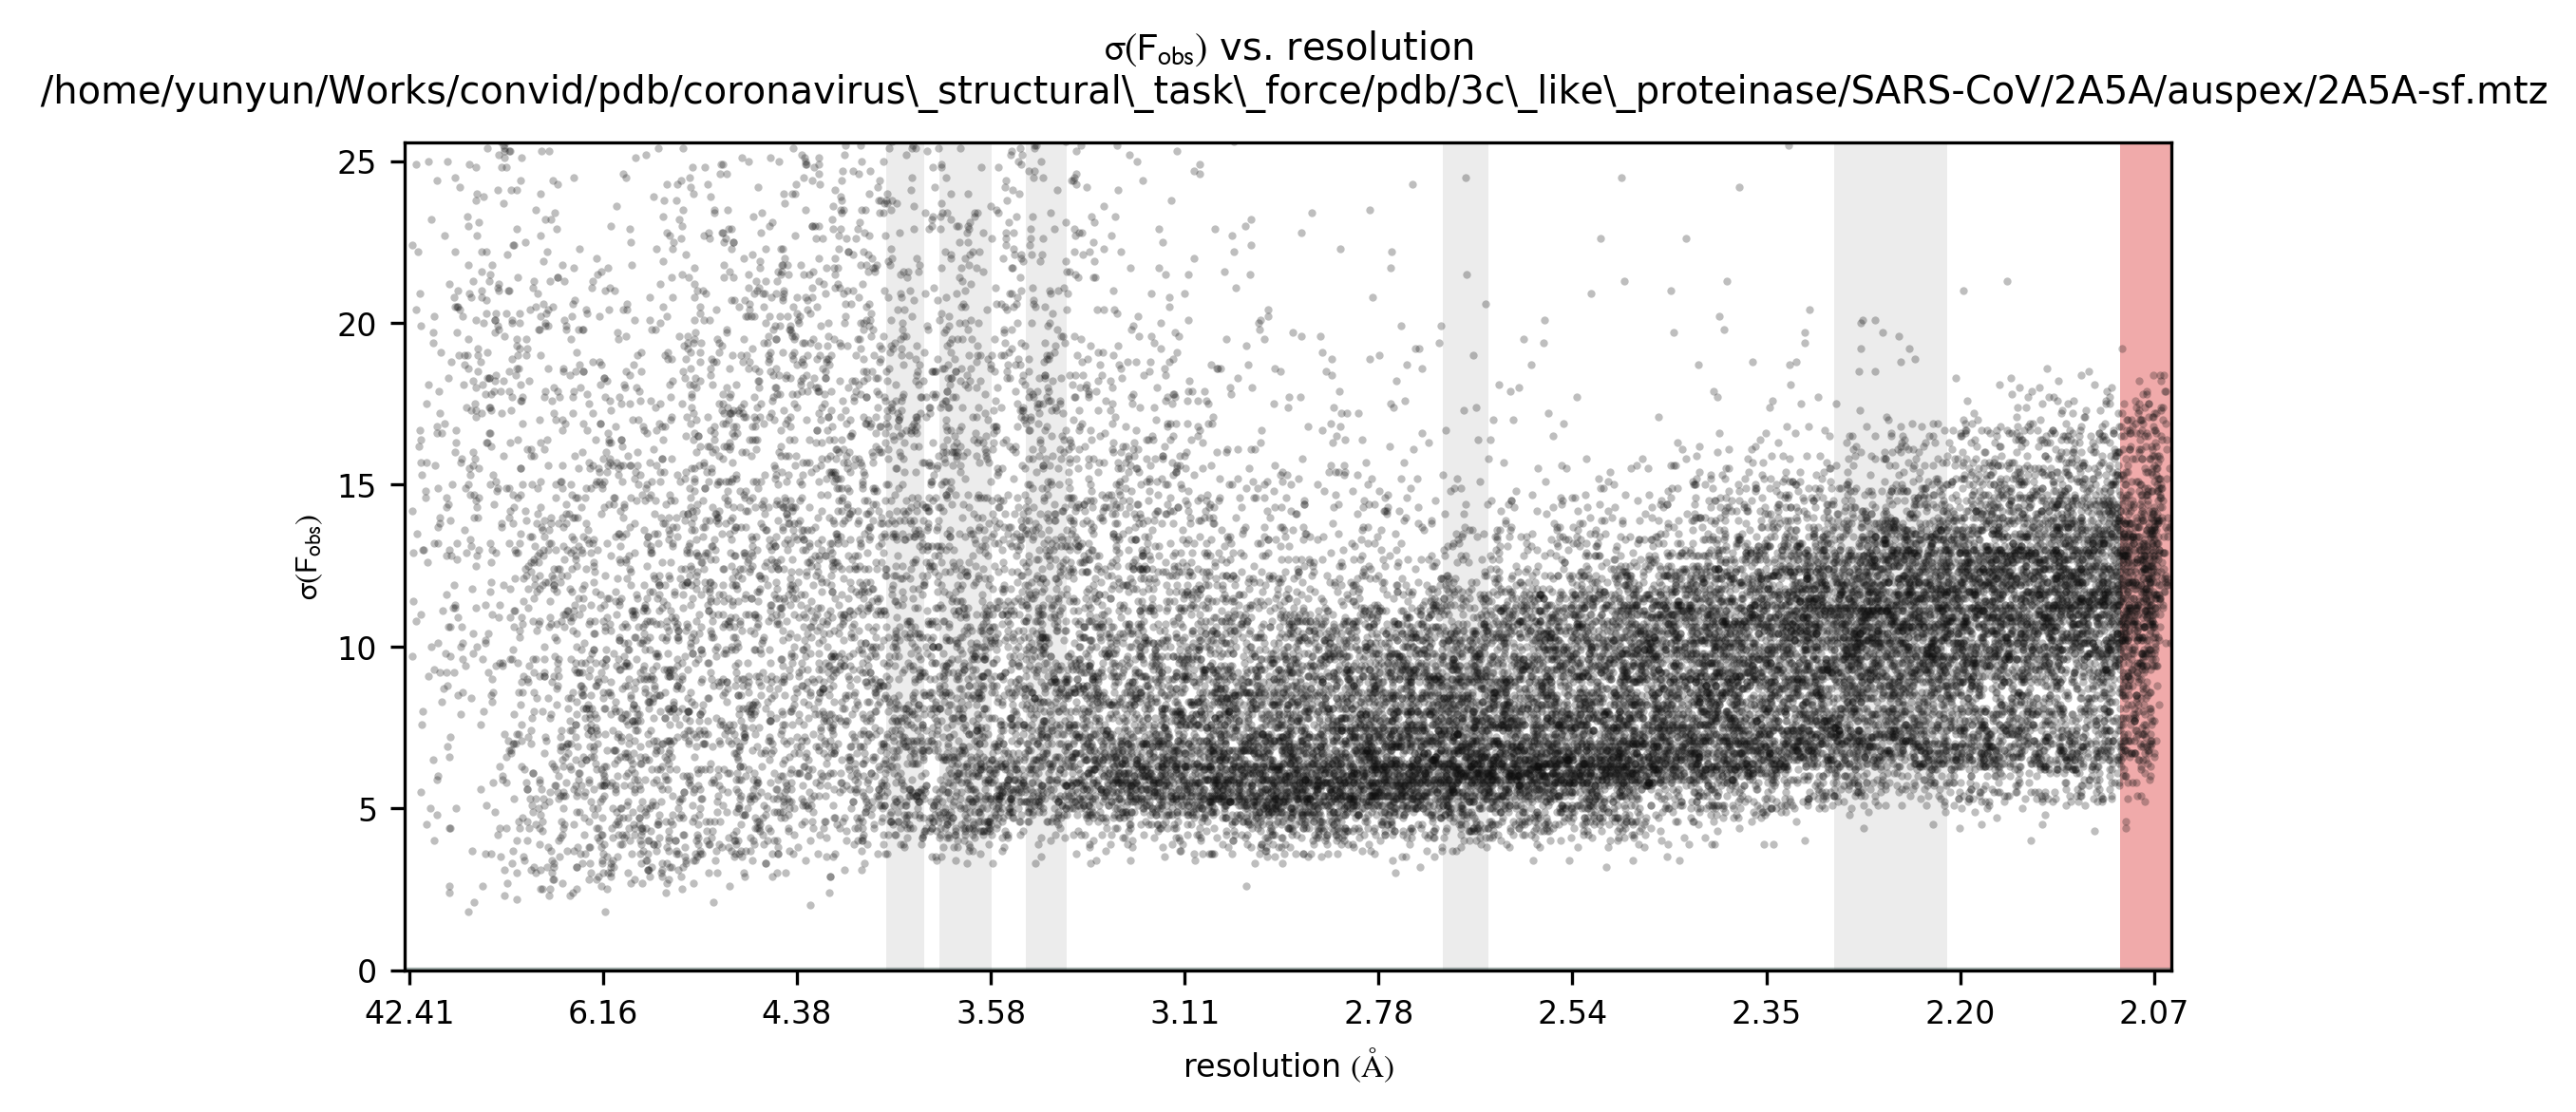 σ(Fobs) vs. resolution
/home/yunyun/Works/convid/pdb/coronavirus\_structural\_task\_force/pdb/3c\_like\_proteinase/SARS-CoV/2A5A/auspex/2A5A-sf.mtz
25
20
15
10
5
0
σ(Fobs)
42.41 6.16 4.38 3.58 3.11 2.78 2.54 2.35 2.20 2.07
resolution (Å)